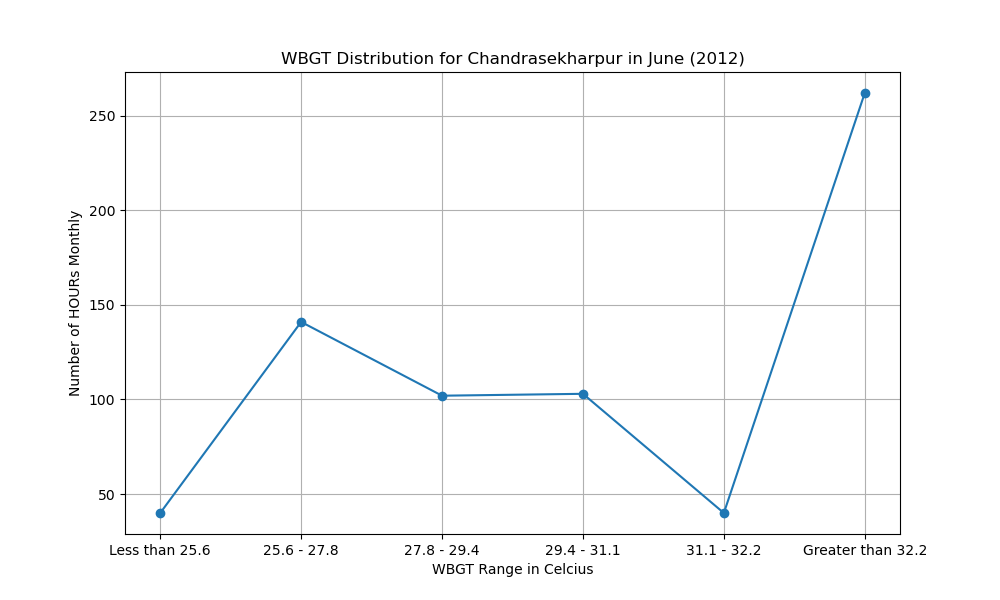 WBGT Distribution for Chandrasekharpur in June (2012)
Number of HOURs Monthly
250
200
150
100
50
Less than 25.6
25.6 - 27.8
27.8 - 29.4
29.4 - 31.1
31.1 - 32.2
Greater than 32.2
WBGT Range in Celcius